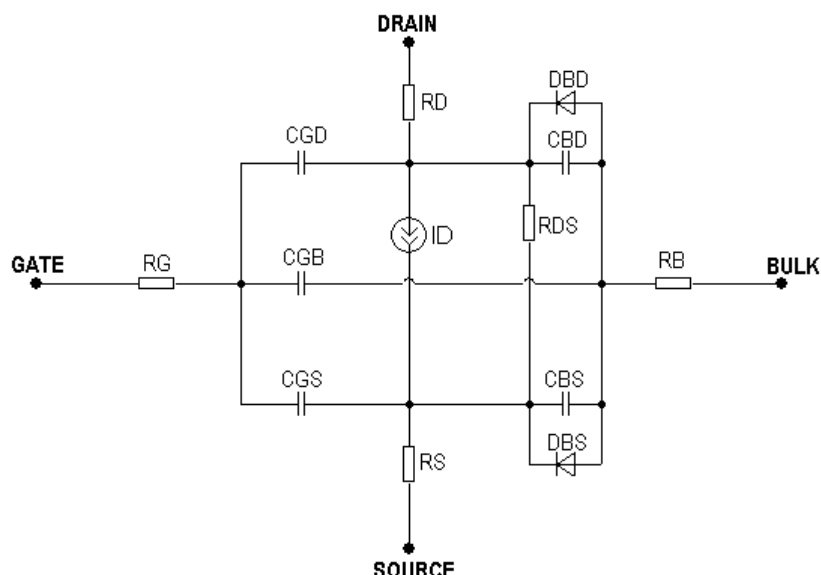 DRAIN
DBD
RD
CGD
CBD
ID
RDS
GATE
RG
CGB
RB
BULK
CGS
CBS
DBS
RS
SOURCE